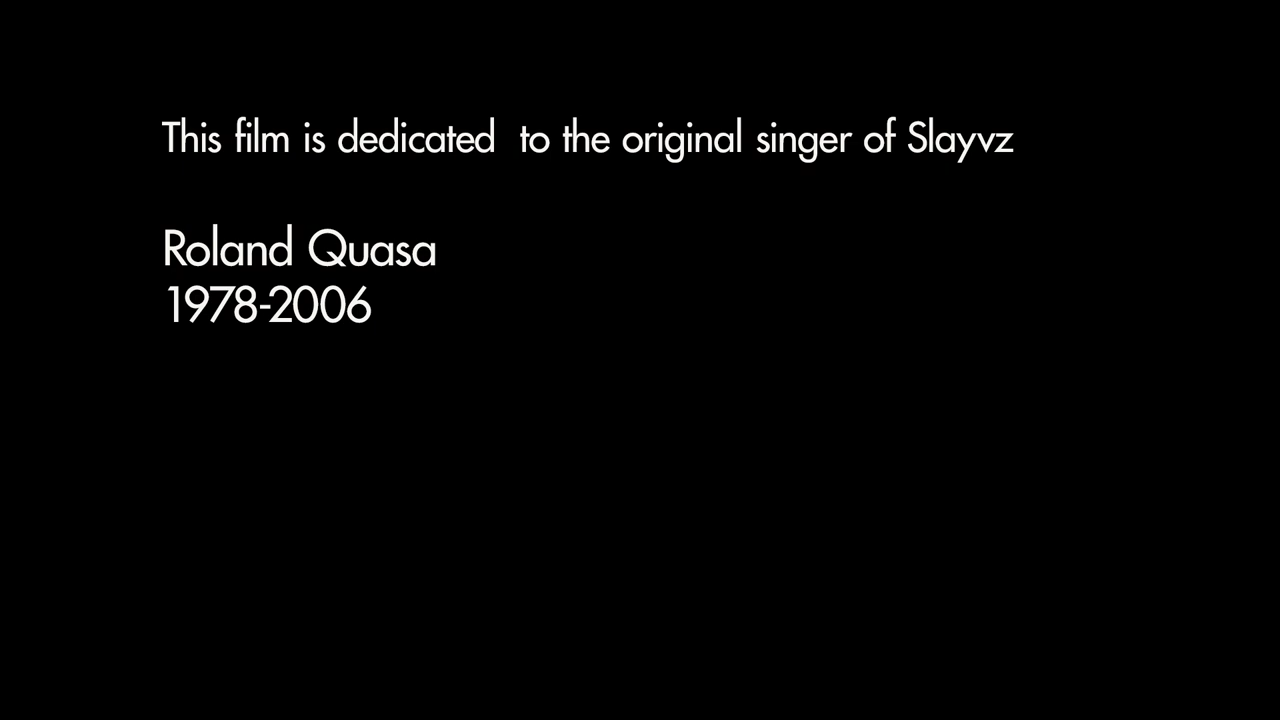 This film is dedicated  to the original singer of Slayvz
Roland Quasa
1978-2006